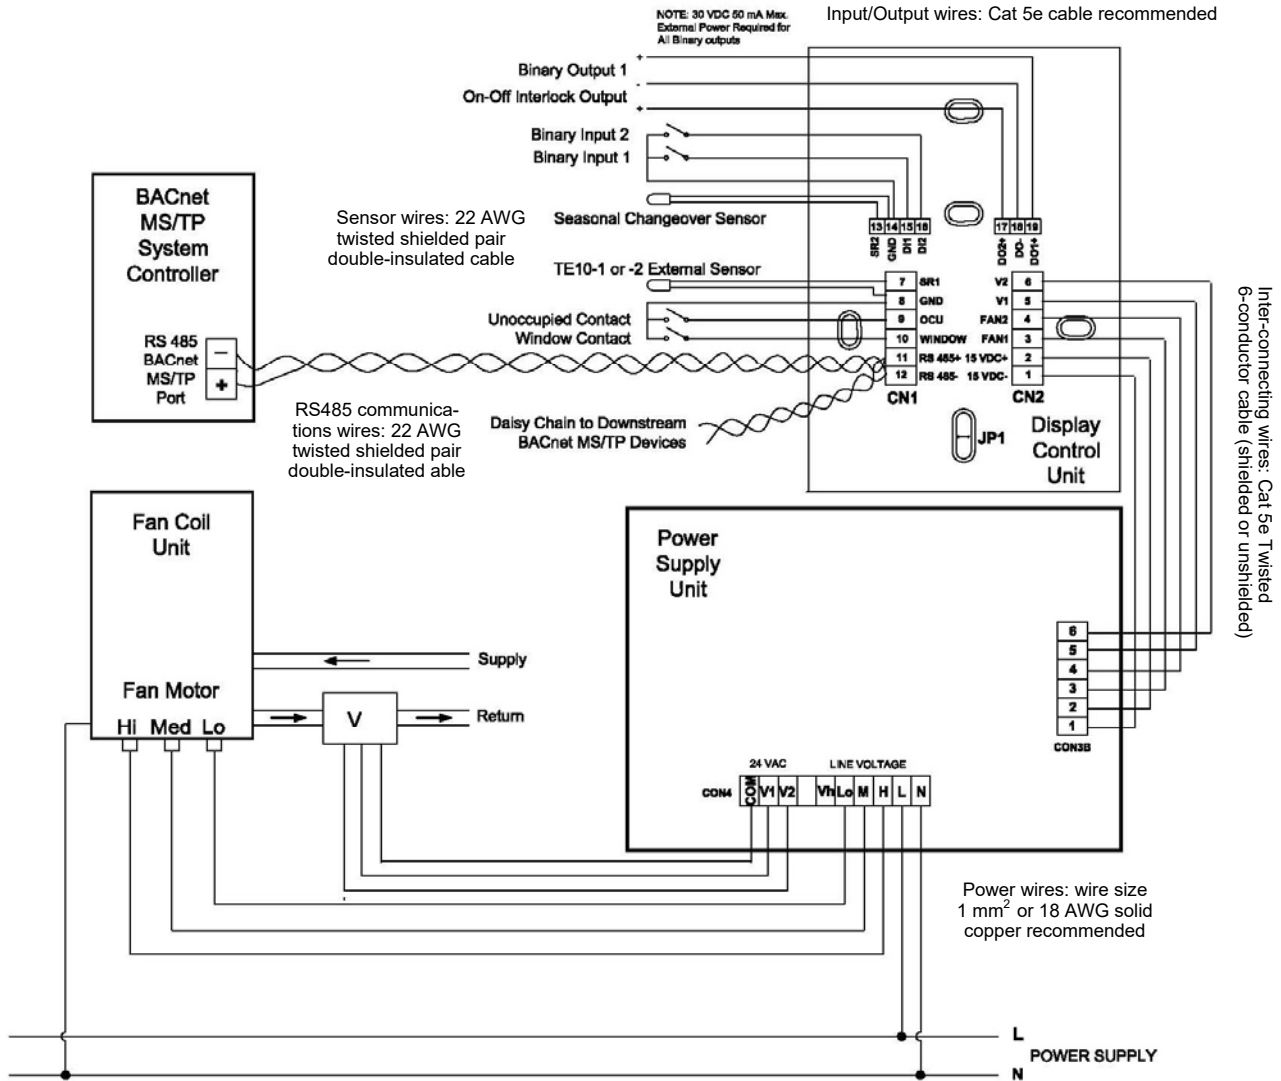 NOTE: 30 VDC 50 mA Max.
External Power Required for
All Binary outputs
Input/Output wires: Cat 5e cable recommended
+
Binary Output 1
-
On-Off Interlock Output
+
Binary Input 2
Binary Input 1
BACnet
MS/TP
System
Controller
Sensor wires: 22 AWG
twisted shielded pair
double-insulated cable
Seasonal Changeover Sensor
13 14 15 16
SR2
GND
DI1
DI2
17 18 19
DO2+
DO-
DO1+
TE10-1 or -2 External Sensor
7 SR1
8 GND
9 OCU
10 WINDOW
11 RS 485+
12 RS 485-
CN1
V2 6
V1 5
FAN2 4
FAN1 3
15 VDC+ 2
15 VDC- 1
CN2
Unoccupied Contact
Window Contact
RS 485
BACnet
MS/TP
Port
−
+
RS485 communica-
tions wires: 22 AWG
twisted shielded pair
double-insulated able
Daisy Chain to Downstream
BACnet MS/TP Devices
JP1
Display
Control
Unit
Inter-connecting wires: Cat 5e Twisted
6-conductor cable (shielded or unshielded)
Fan Coil
Unit
Power
Supply
Unit
Supply
Fan Motor
Hi Med Lo
V
Return
6
5
4
3
2
1
CON3B
24 VAC
LINE VOLTAGE
CON4
COM V1 V2 Vh Lo M H L N
Power wires: wire size
1 mm² or 18 AWG solid
copper recommended
L
POWER SUPPLY
N